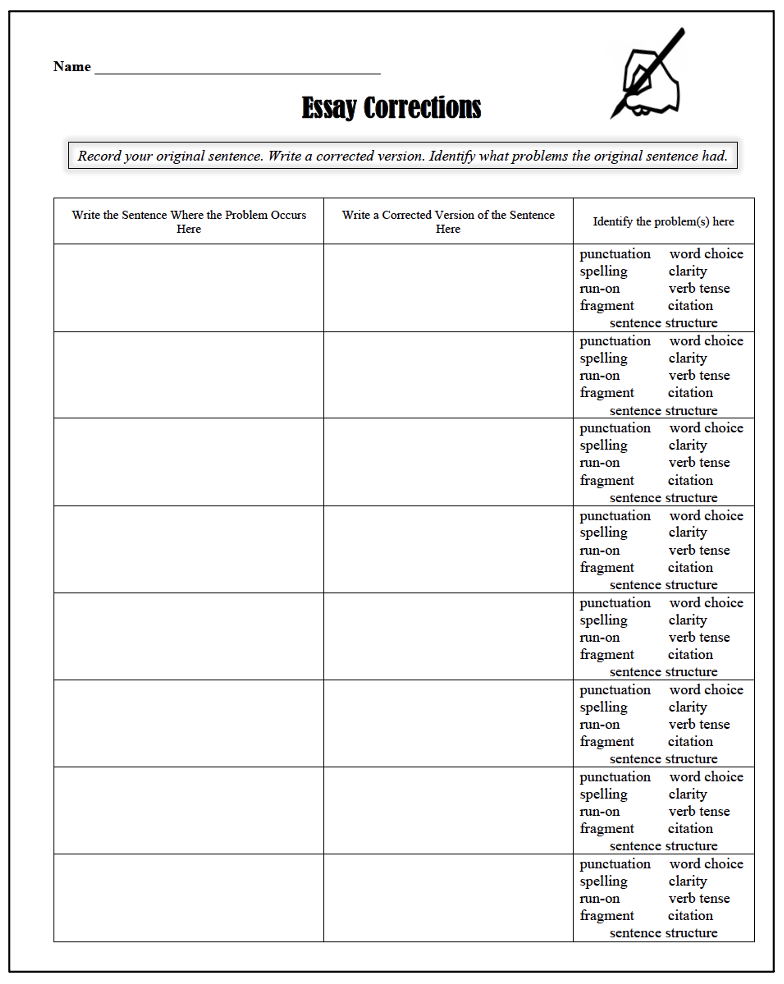 Name
Essay Corrections
Record your original sentence. Write a corrected version. Identify what problems the original sentence had.
Write the Sentence Where the Problem Occurs
Here
Write a Corrected Version of the Sentence
Here
Identify the problem(s) here
punctuation word choice
spelling clarity
run-on verb tense
fragment citation
sentence structure
punctuation word choice
spelling clarity
run-on verb tense
fragment citation
sentence structure
punctuation word choice
spelling clarity
run-on verb tense
fragment citation
sentence structure
punctuation word choice
spelling clarity
run-on verb tense
fragment citation
sentence structure
punctuation word choice
spelling clarity
run-on verb tense
fragment citation
sentence structure
punctuation word choice
spelling clarity
run-on verb tense
fragment citation
sentence structure
punctuation word choice
spelling clarity
run-on verb tense
fragment citation
sentence structure
punctuation word choice
spelling clarity
run-on verb tense
fragment citation
sentence structure